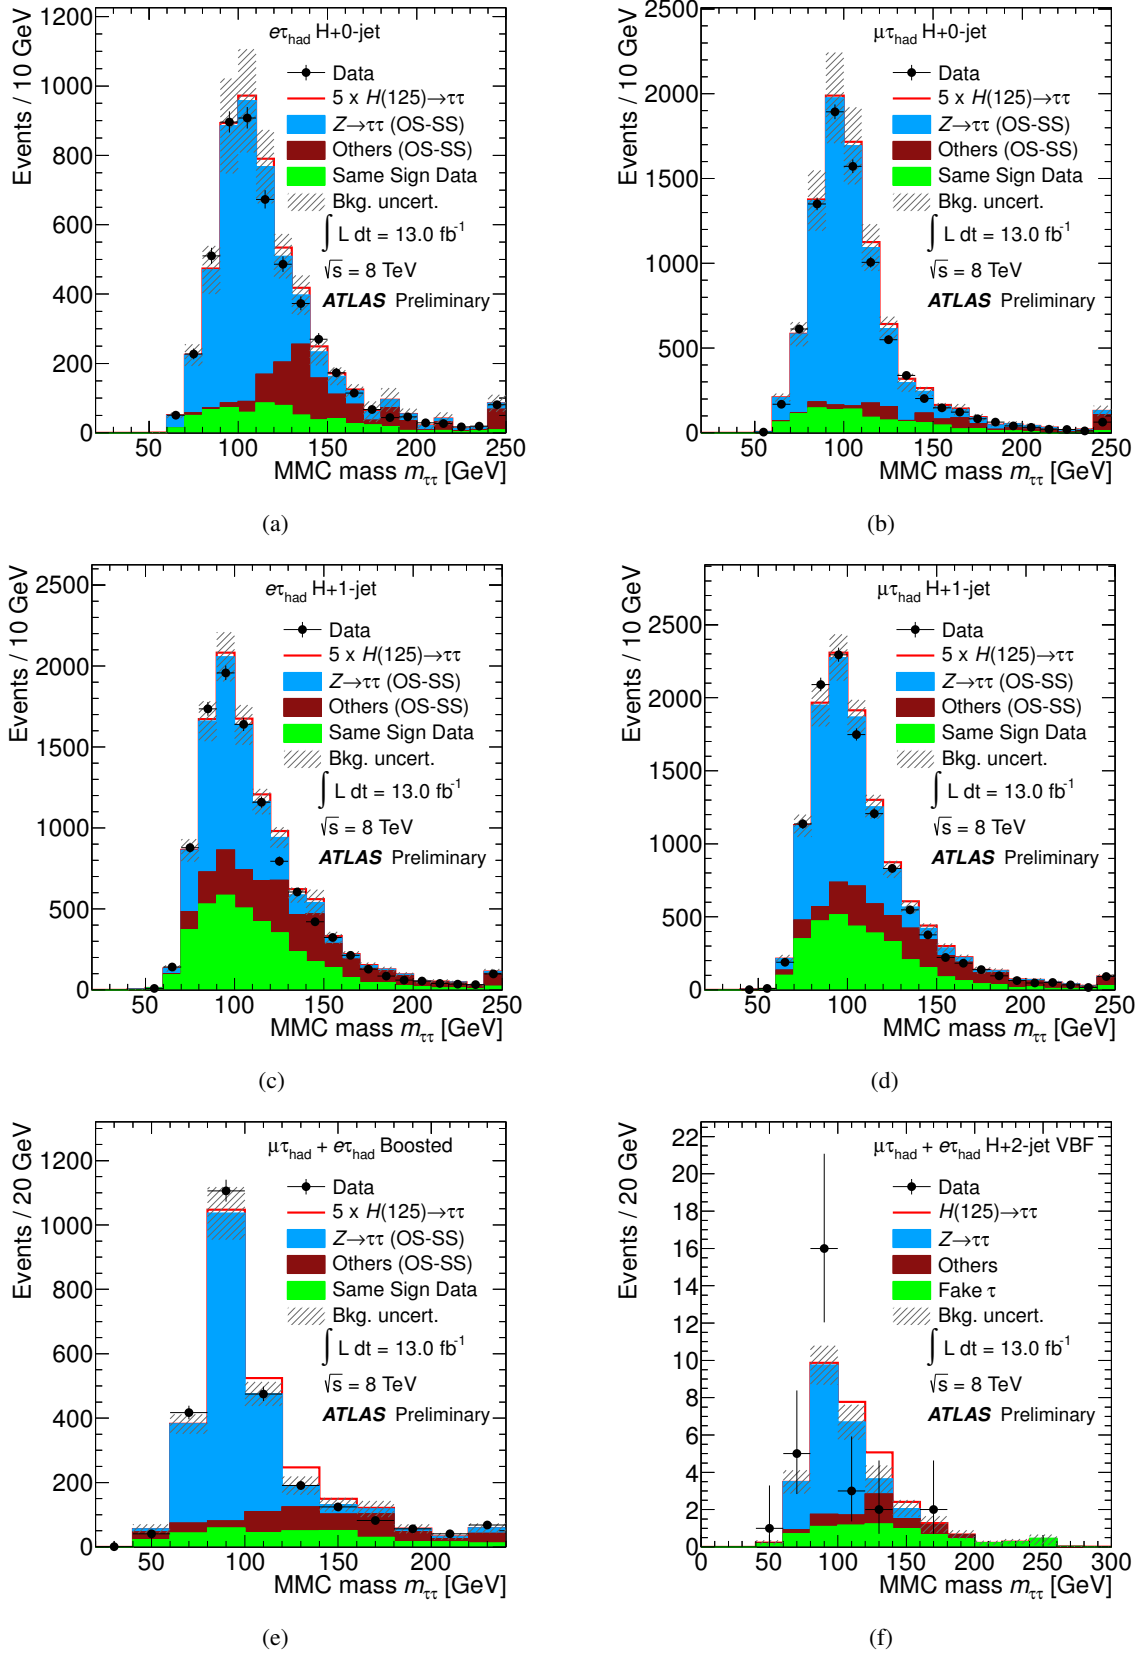 eτhad H+0-jet
Events / 10 GeV
Data
5 x H(125)→ττ
Z→ττ (OS-SS)
Others (OS-SS)
Same Sign Data
Bkg. uncert.
∫ L dt = 13.0 fb-1
√s = 8 TeV
ATLAS Preliminary
1200
1000
800
600
400
200
0
50 100 150 200 250
MMC mass mττ [GeV]
(a)
μτhad H+0-jet
Events / 10 GeV
Data
5 x H(125)→ττ
Z→ττ (OS-SS)
Others (OS-SS)
Same Sign Data
Bkg. uncert.
∫ L dt = 13.0 fb-1
√s = 8 TeV
ATLAS Preliminary
2500
2000
1500
1000
500
0
50 100 150 200 250
MMC mass mττ [GeV]
(b)
eτhad H+1-jet
Events / 10 GeV
Data
5 x H(125)→ττ
Z→ττ (OS-SS)
Others (OS-SS)
Same Sign Data
Bkg. uncert.
∫ L dt = 13.0 fb-1
√s = 8 TeV
ATLAS Preliminary
2500
2000
1500
1000
500
0
50 100 150 200 250
MMC mass mττ [GeV]
(c)
μτhad H+1-jet
Events / 10 GeV
Data
5 x H(125)→ττ
Z→ττ (OS-SS)
Others (OS-SS)
Same Sign Data
Bkg. uncert.
∫ L dt = 13.0 fb-1
√s = 8 TeV
ATLAS Preliminary
2500
2000
1500
1000
500
0
50 100 150 200 250
MMC mass mττ [GeV]
(d)
μτhad + eτhad Boosted
Events / 20 GeV
Data
5 x H(125)→ττ
Z→ττ (OS-SS)
Others (OS-SS)
Same Sign Data
Bkg. uncert.
∫ L dt = 13.0 fb-1
√s = 8 TeV
ATLAS Preliminary
1200
1000
800
600
400
200
0
50 100 150 200
MMC mass mττ [GeV]
(e)
μτhad + eτhad H+2-jet VBF
Events / 20 GeV
Data
H(125)→ττ
Z→ττ
Others
Fake τ
Bkg. uncert.
∫ L dt = 13.0 fb-1
√s = 8 TeV
ATLAS Preliminary
22
20
18
16
14
12
10
8
6
4
2
0
0 50 100 150 200 250 300
MMC mass mττ [GeV]
(f)